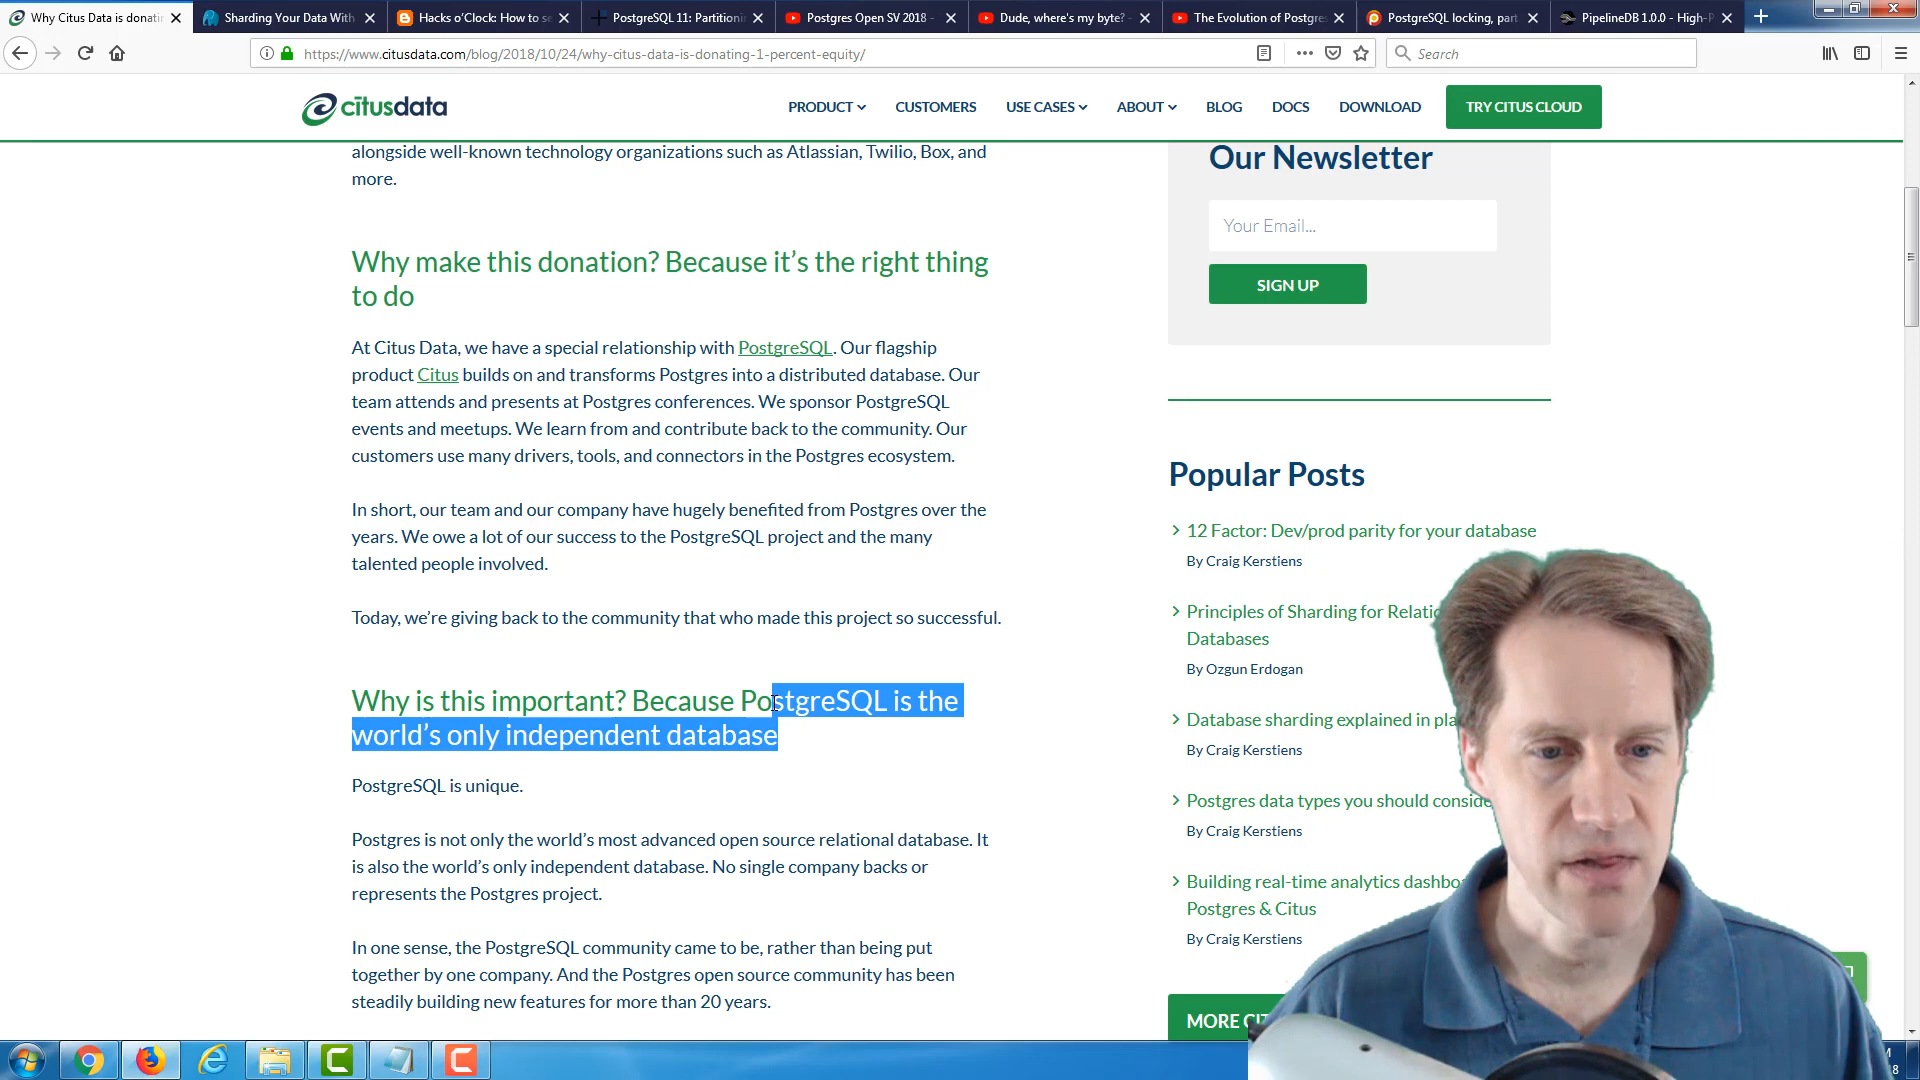 Why Citus Data is donatin
Sharding Your Data With
Hacks o'Clock: How to se
PostgreSQL 11: Partitionin
Postgres Open SV 2018 -
Dude, where's my byte? -
The Evolution of Postgres
PostgreSQL locking, part
PipelineDB 1.0.0 - High-P
https://www.citusdata.com/blog/2018/10/24/why-citus-data-is-donating-1-percent-equity/
Search
citusdata
PRODUCT
CUSTOMERS
USE CASES
ABOUT
BLOG
DOCS
DOWNLOAD
TRY CITUS CLOUD
alongside well-known technology organizations such as Atlassian, Twilio, Box, and
more.
Why make this donation? Because it's the right thing
to do
At Citus Data, we have a special relationship with PostgreSQL. Our flagship
product Citus builds on and transforms Postgres into a distributed database. Our
team attends and presents at Postgres conferences. We sponsor PostgreSQL
events and meetups. We learn from and contribute back to the community. Our
customers use many drivers, tools, and connectors in the Postgres ecosystem.
In short, our team and our company have hugely benefited from Postgres over the
years. We owe a lot of our success to the PostgreSQL project and the many
talented people involved.
Today, we're giving back to the community that who made this project so successful.
Why is this important? Because PostgreSQL is the
world's only independent database
PostgreSQL is unique.
Postgres is not only the world's most advanced open source relational database. It
is also the world's only independent database. No single company backs or
represents the Postgres project.
In one sense, the PostgreSQL community came to be, rather than being put
together by one company. And the Postgres open source community has been
steadily building new features for more than 20 years.
Our Newsletter
Your Email...
SIGN UP
Popular Posts
12 Factor: Dev/prod parity for your database
By Craig Kerstiens
Principles of Sharding for Relatio
Databases
By Ozgun Erdogan
Database sharding explained in pla
By Craig Kerstiens
Postgres data types you should conside
By Craig Kerstiens
Building real-time analytics dashboa
Postgres & Citus
By Craig Kerstiens
MORE CIT